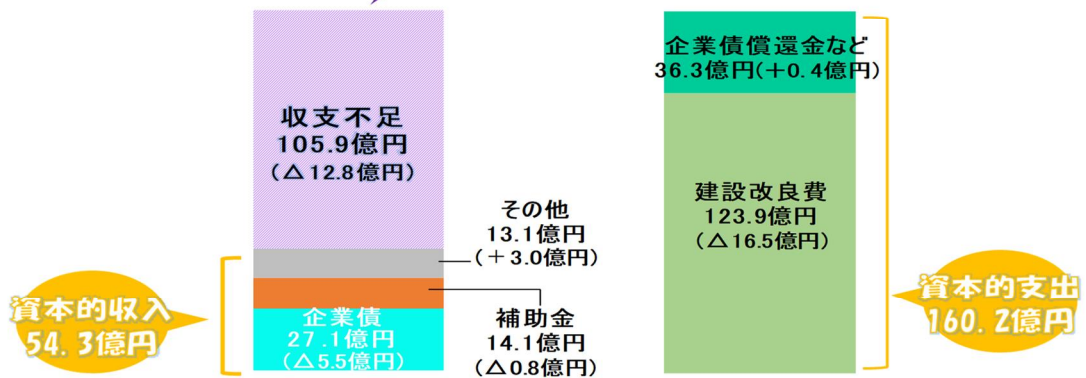 収支不足
105.9億円
(△12.8億円)
その他
13.1億円
(+3.0億円)
企業債
27.1億円
(△5.5億円)
補助金
14.1億円
(△0.8億円)
資本的収入
54.3億円
企業債償還金など
36.3億円(+0.4億円)
建設改良費
123.9億円
(△16.5億円)
資本的支出
160.2億円